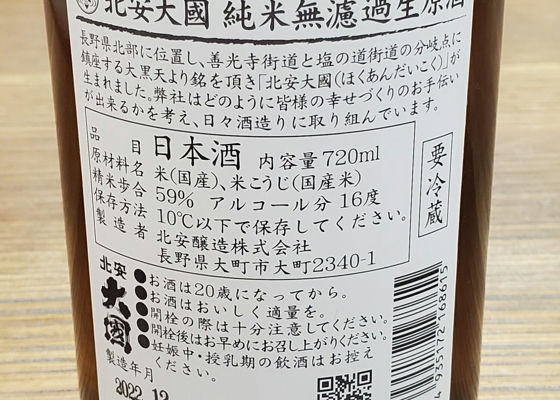 北安大國 純米無濾過生原酒
長野県北部に位置し、善光寺街道と塩の道街道の分岐点に
鎮座する大黒天より銘を頂き「北安大國(ほくあんだいこく)」が
生まれました。弊社はどのように皆様の幸せづくりのお手伝い
が出来るかを考え、日々酒造りに取り組んでいます。
品目 日本酒 内容量720ml
原材料名 米(国産)、米こうじ(国産米)
精米歩合 59% アルコール分 16度
保存方法 10℃以下で保存してください。
製造者 北安醸造株式会社
長野県大町市大町2340-1
要冷蔵
北安大國
●お酒は20歳になってから。
●お酒はおいしく適量を。
●開栓の際は十分注意してください。
●開栓後はお早めにお召し上がりください。
●妊娠中・授乳期の飲酒はお控え
ください。
製造年月
2022.12
4 935172 168615